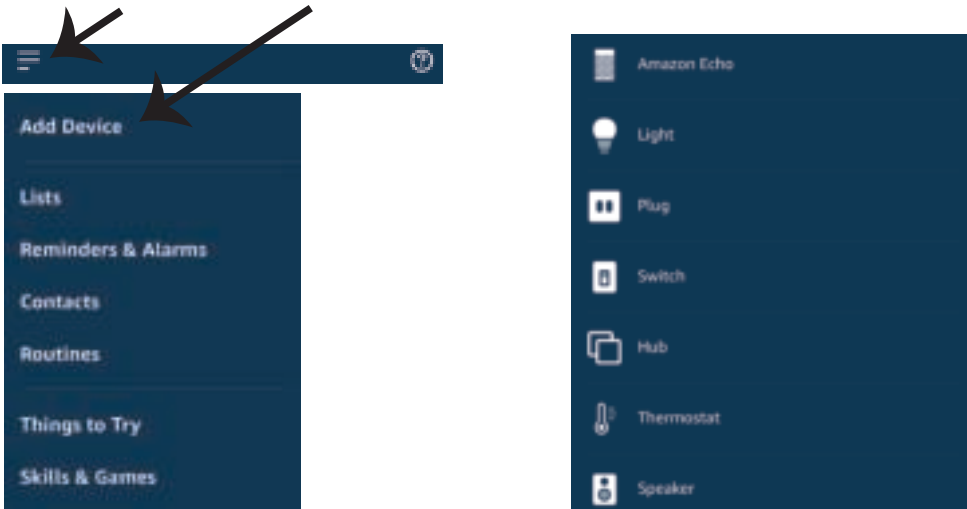 Add Device
Lists
Reminders & Alarms
Contacts
Routines
Things to Try
Skills & Games
Amazon Echo
Light
Plug
Switch
Hub
Thermostat
Speaker